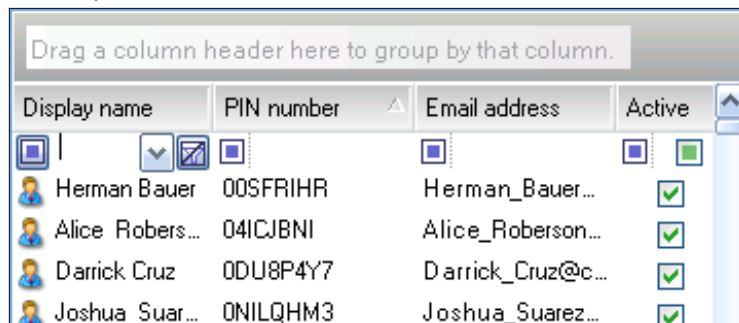 Drag a column header here to group by that column.
Display name PIN number Email address Active
Herman Bauer 00SFRIHR Herman_Bauer...
Alice Robers... 04ICJBNI Alice_Roberson...
Darrick Cruz 0DU8P4Y7 Darrick_Cruz@c...
Joshua Suar... 0NILQHM3 Joshua_Suarez...